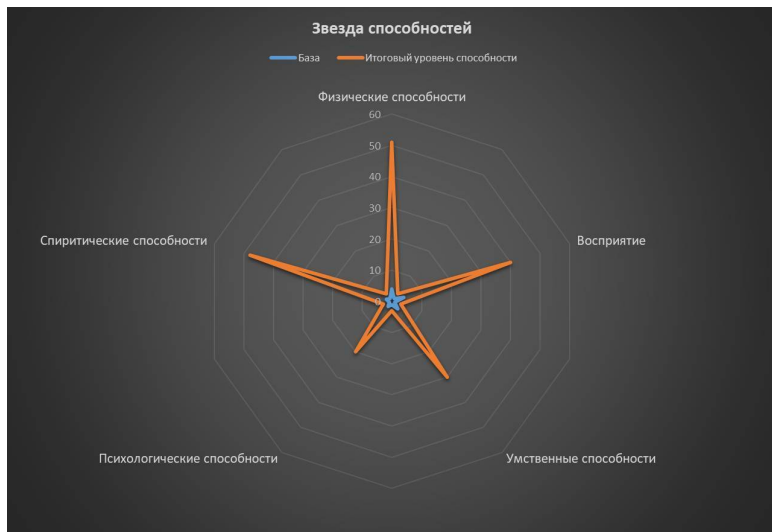 Звезда способностей
База Итоговый уровень способности
Физические способности
60
50
40
30
20
10
0
Спиритические способности
Восприятие
Психологические способности
Умственные способности